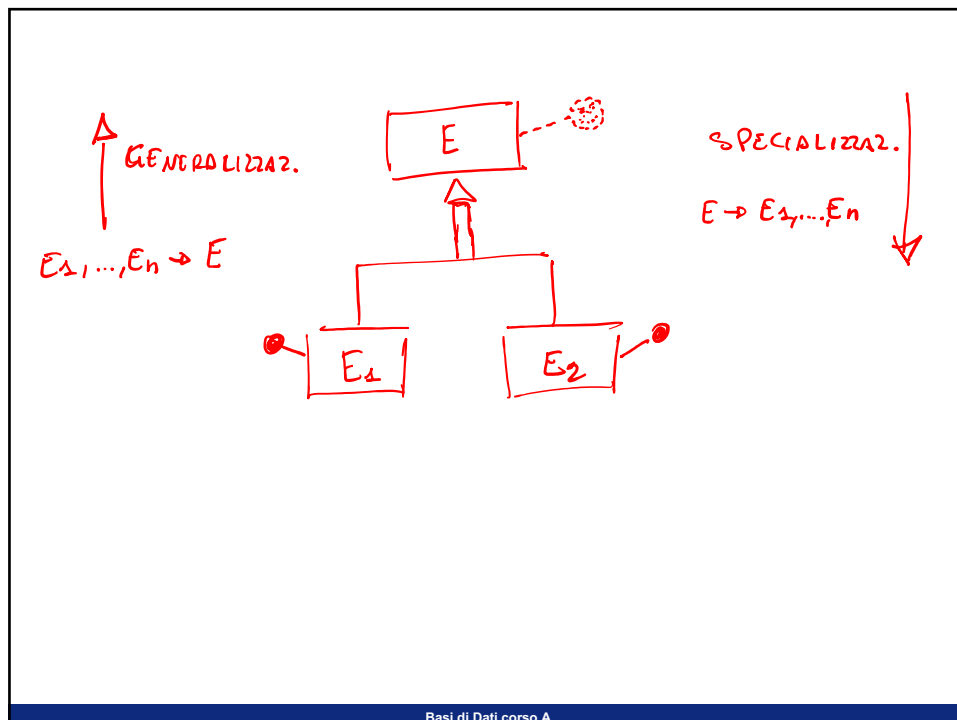 E
GENERALIZZAZ.
SPECIALIZZAZ.
E → E1,...,En
E1,...,En → E
E1
E2
Basi di Dati corso A